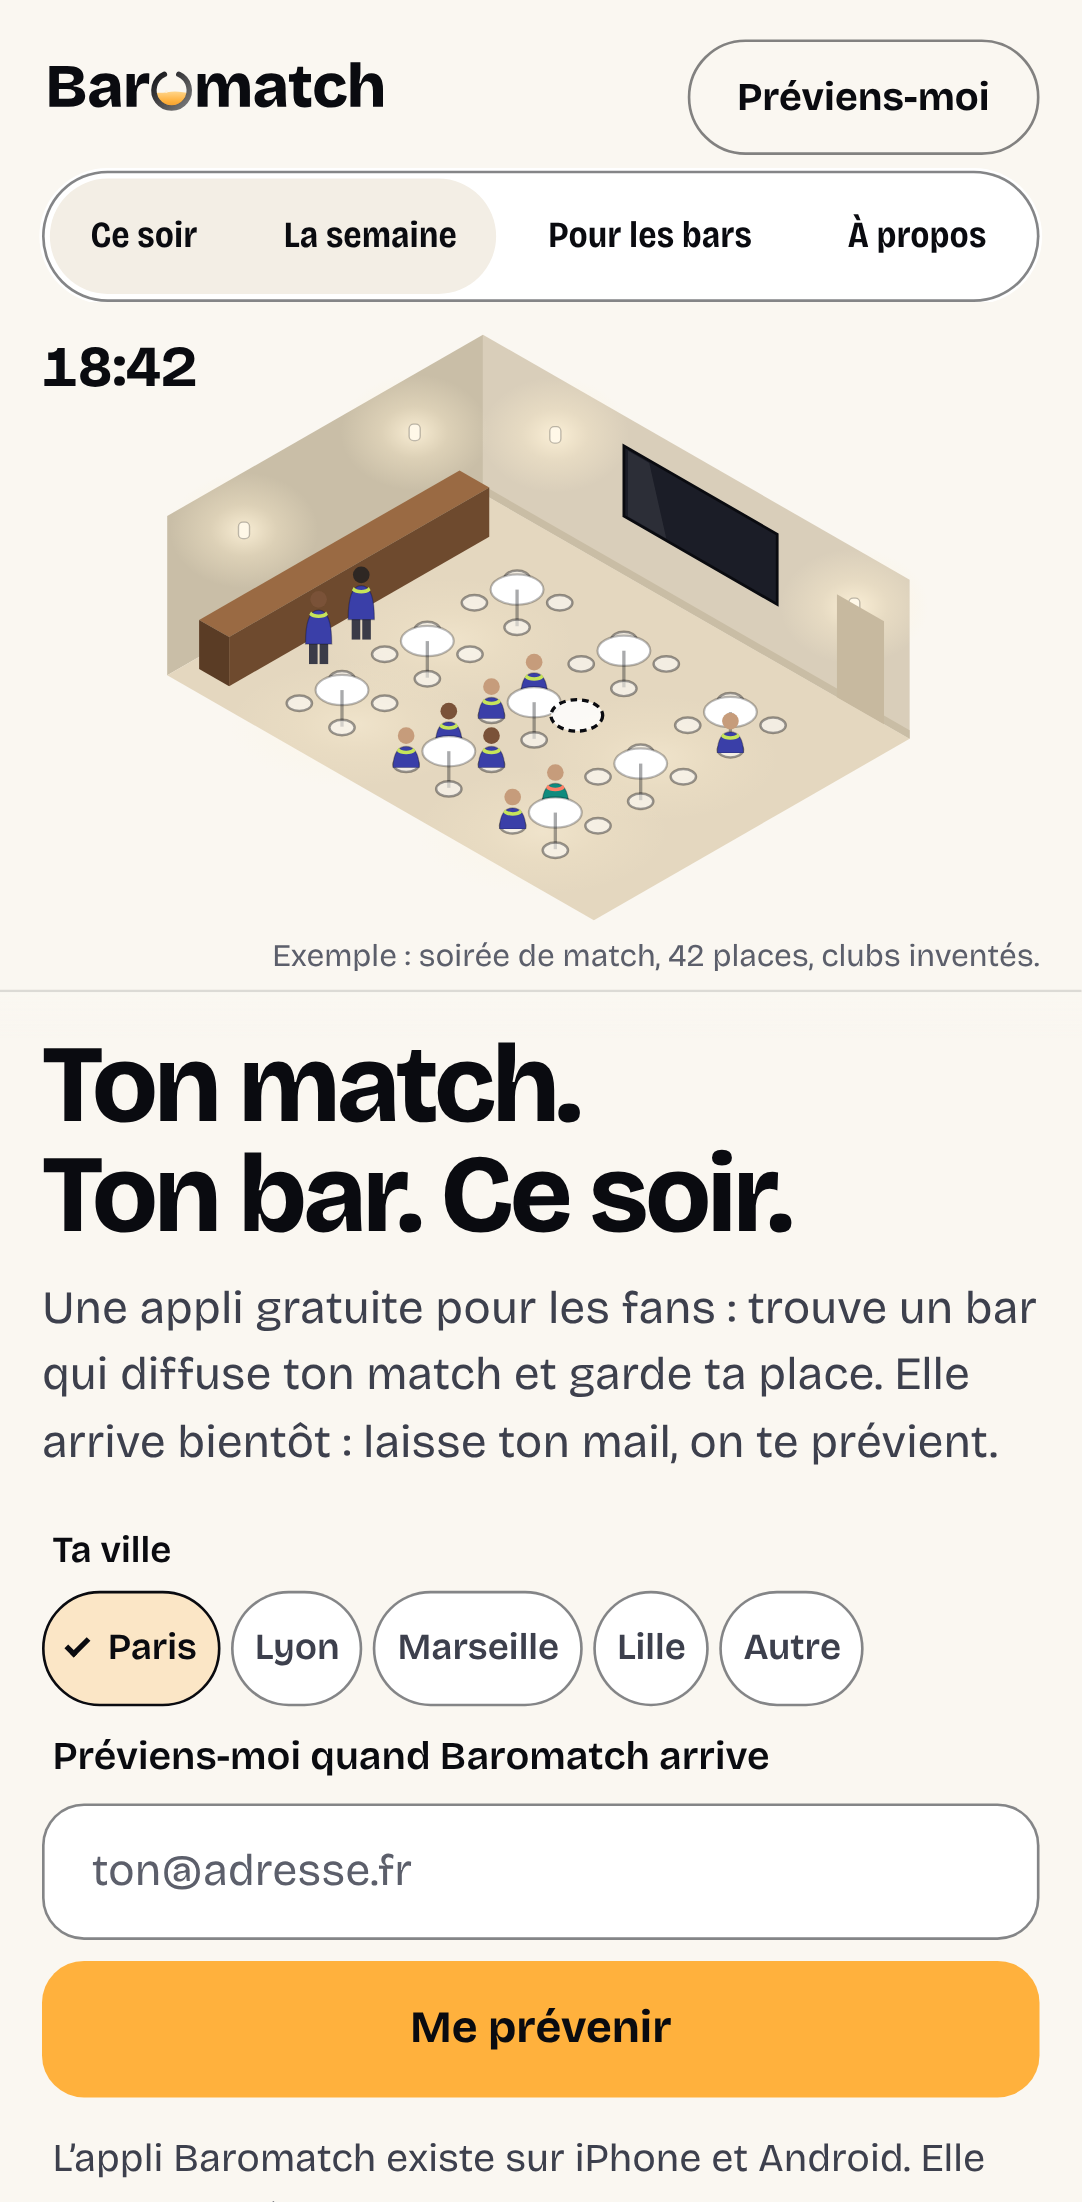 Baromatch
Préviens-moi
Ce soir
La semaine
Pour les bars
À propos
18:42
Exemple : soirée de match, 42 places, clubs inventés.
Ton match.
Ton bar. Ce soir.
Une appli gratuite pour les fans : trouve un bar
qui diffuse ton match et garde ta place. Elle
arrive bientôt : laisse ton mail, on te prévient.
Ta ville
Paris
Lyon
Marseille
Lille
Autre
Préviens-moi quand Baromatch arrive
ton@adresse.fr
Me prévenir
L’appli Baromatch existe sur iPhone et Android. Elle